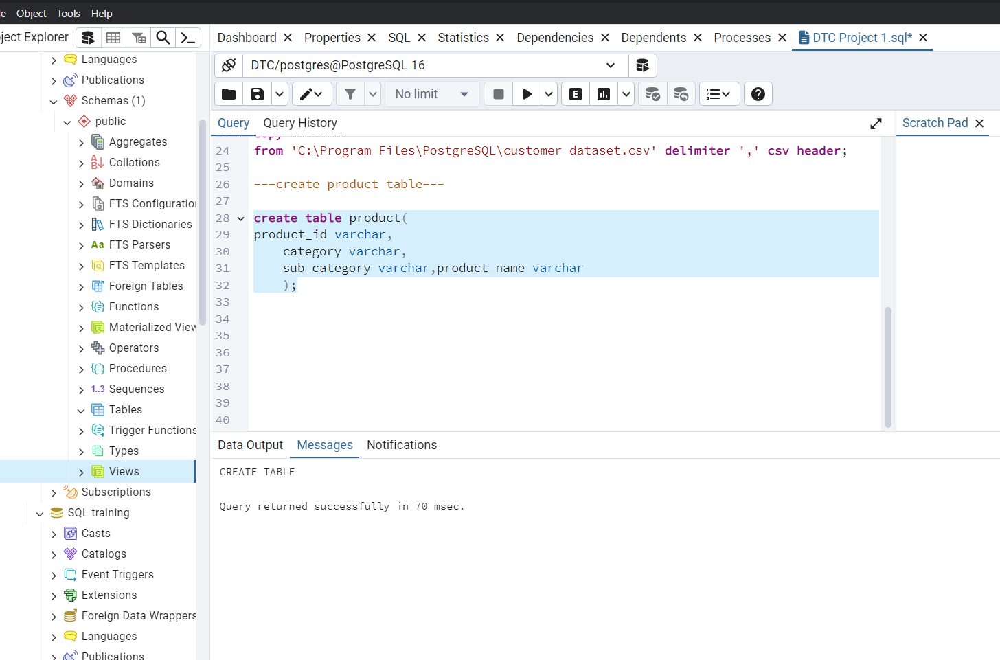 Object Tools Help
ject Explorer
Dashboard Properties SQL Statistics Dependencies Dependents Processes DTC Project 1.sql*
DTC/postgres@PostgreSQL 16
No limit
E
Query Query History
Scratch Pad
Languages
Publications
Schemas (1)
public
Aggregates
Collations
Domains
FTS Configuratio
FTS Dictionaries
Aa FTS Parsers
FTS Templates
Foreign Tables
Functions
Materialized View
Operators
Procedures
1..3 Sequences
Tables
Trigger Functions
Types
Views
Subscriptions
SQL training
Casts
Catalogs
Event Triggers
Extensions
Foreign Data Wrappers
Languages
Publications
24 from 'C:\Program Files\PostgreSQL\customer dataset.csv' delimiter ',' csv header;
25
26 ---create product table---
27
28 create table product(
29 product_id varchar,
30 category varchar,
31 sub_category varchar,product_name varchar
32 );
33
34
35
36
37
38
39
40
Data Output Messages Notifications
CREATE TABLE
Query returned successfully in 70 msec.